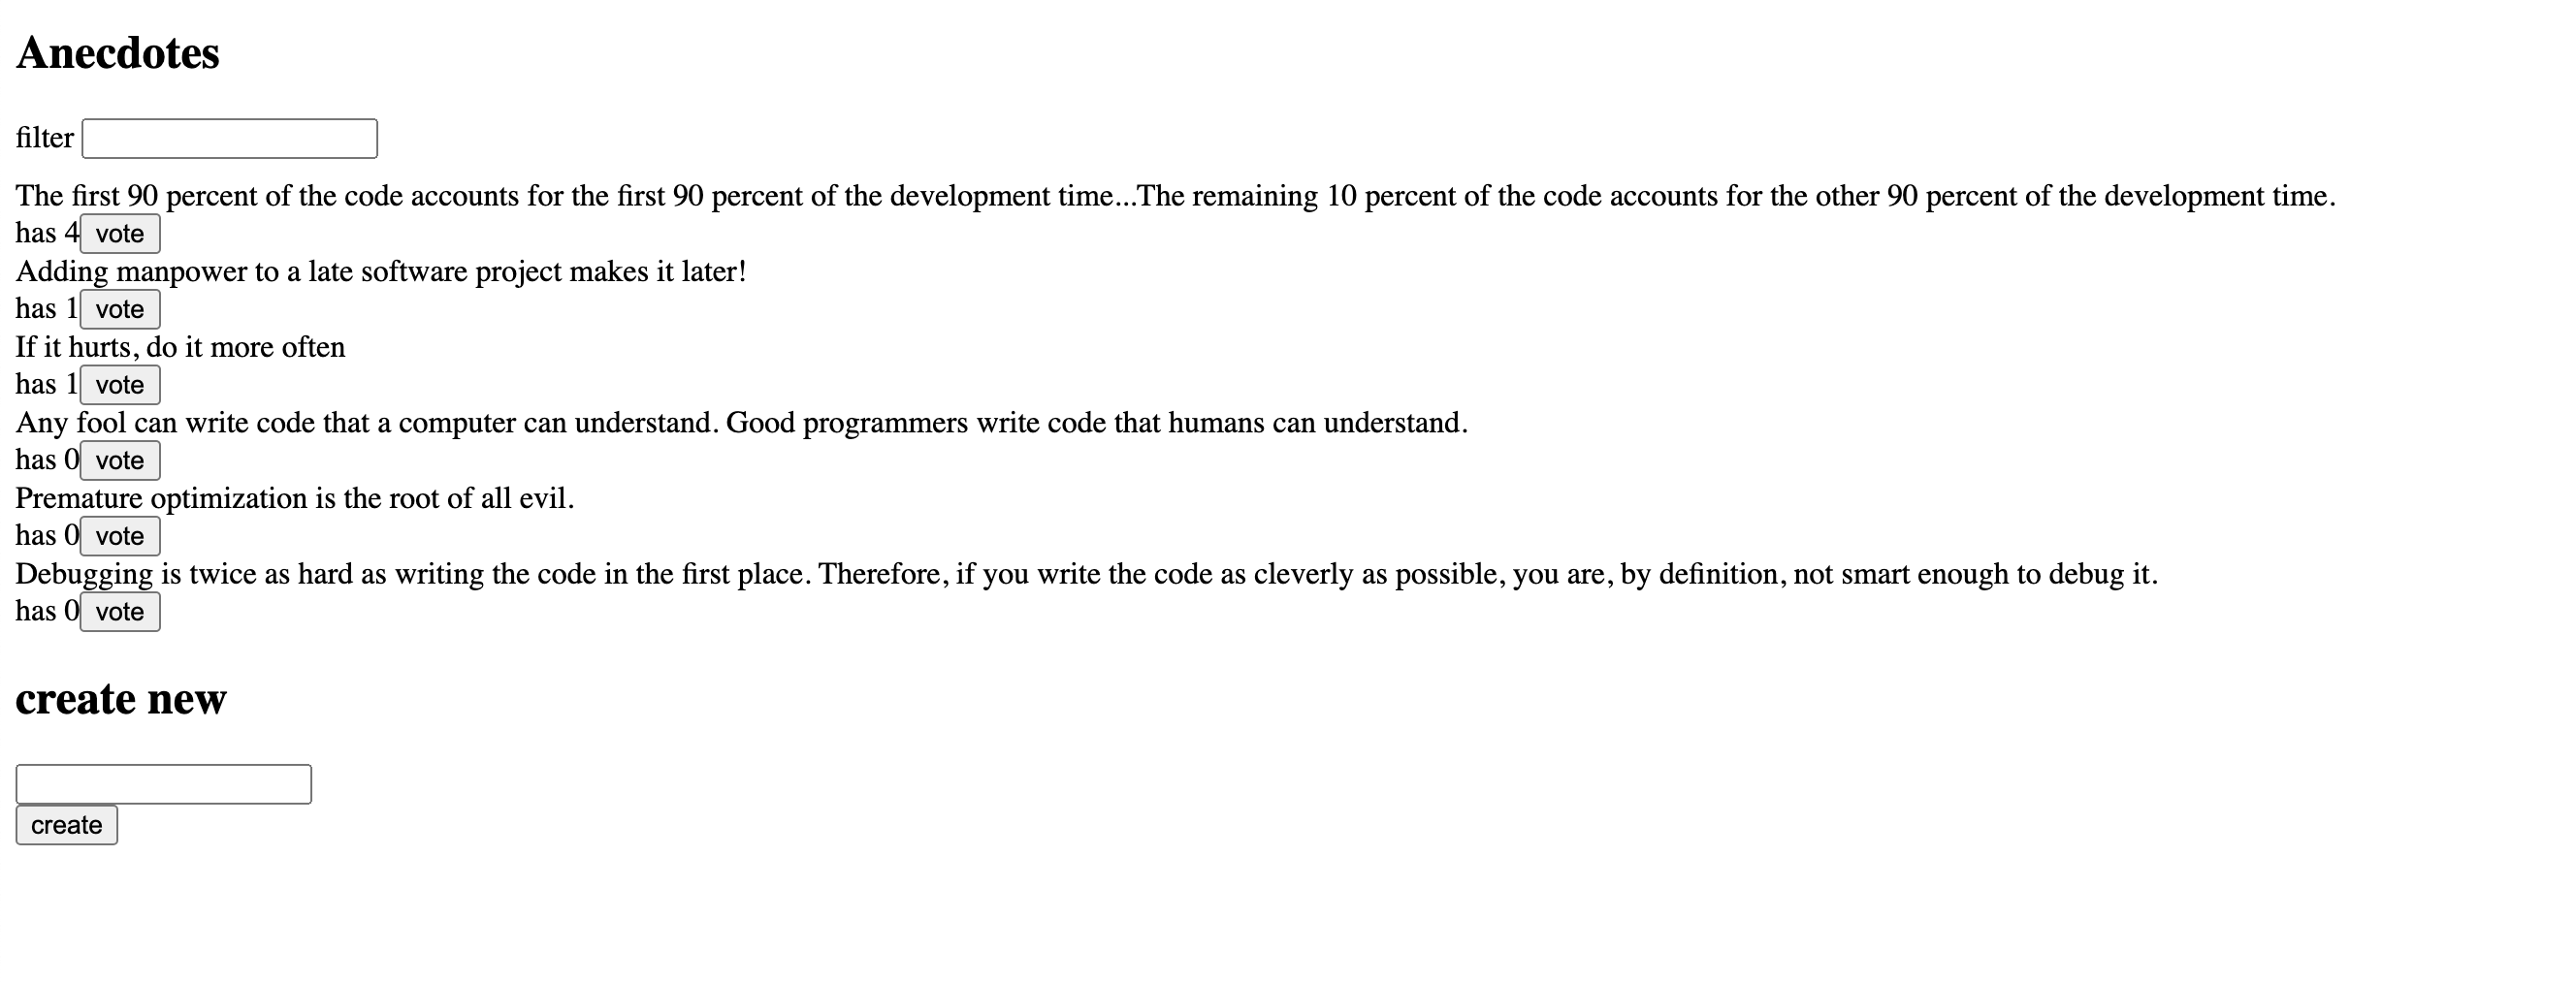 Anecdotes
filter
The first 90 percent of the code accounts for the first 90 percent of the development time...The remaining 10 percent of the code accounts for the other 90 percent of the development time.
has 4 vote
Adding manpower to a late software project makes it later!
has 1 vote
If it hurts, do it more often
has 1 vote
Any fool can write code that a computer can understand. Good programmers write code that humans can understand.
has 0 vote
Premature optimization is the root of all evil.
has 0 vote
Debugging is twice as hard as writing the code in the first place. Therefore, if you write the code as cleverly as possible, you are, by definition, not smart enough to debug it.
has 0 vote
create new
create